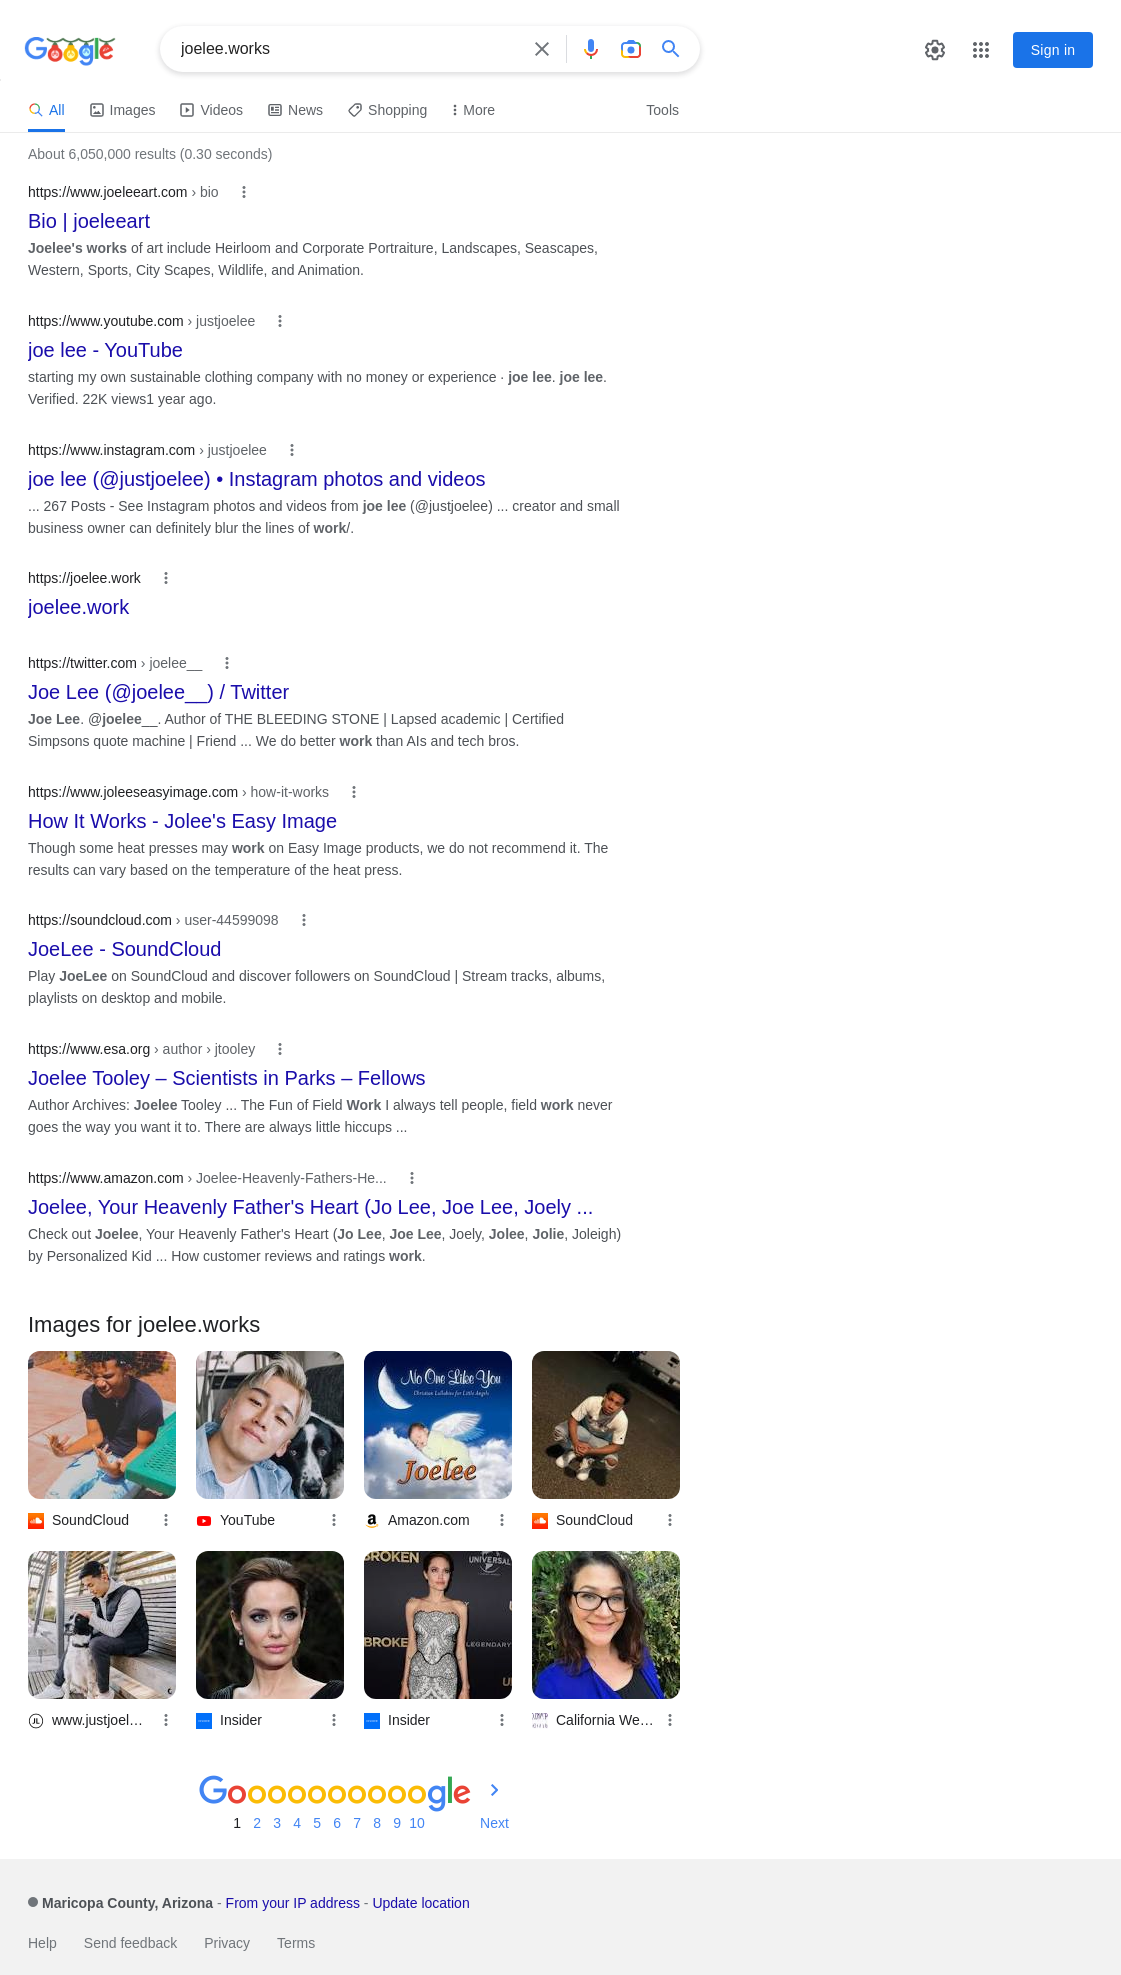 Google
joelee.works
Sign in
All
Images
Videos
News
Shopping
More
Tools
About 6,050,000 results (0.30 seconds)
https://www.joeleeart.com › bio
Bio | joeleeart
Joelee's works of art include Heirloom and Corporate Portraiture, Landscapes, Seascapes,
Western, Sports, City Scapes, Wildlife, and Animation.
https://www.youtube.com › justjoelee
joe lee - YouTube
starting my own sustainable clothing company with no money or experience · joe lee. joe lee.
Verified. 22K views1 year ago.
https://www.instagram.com › justjoelee
joe lee (@justjoelee) • Instagram photos and videos
... 267 Posts - See Instagram photos and videos from joe lee (@justjoelee) ... creator and small
business owner can definitely blur the lines of work/.
https://joelee.work
joelee.work
https://twitter.com › joelee__
Joe Lee (@joelee__) / Twitter
Joe Lee. @joelee__. Author of THE BLEEDING STONE | Lapsed academic | Certified
Simpsons quote machine | Friend ... We do better work than AIs and tech bros.
https://www.joleeseasyimage.com › how-it-works
How It Works - Jolee's Easy Image
Though some heat presses may work on Easy Image products, we do not recommend it. The
results can vary based on the temperature of the heat press.
https://soundcloud.com › user-44599098
JoeLee - SoundCloud
Play JoeLee on SoundCloud and discover followers on SoundCloud | Stream tracks, albums,
playlists on desktop and mobile.
https://www.esa.org › author › jtooley
Joelee Tooley – Scientists in Parks – Fellows
Author Archives: Joelee Tooley ... The Fun of Field Work I always tell people, field work never
goes the way you want it to. There are always little hiccups ...
https://www.amazon.com › Joelee-Heavenly-Fathers-He...
Joelee, Your Heavenly Father's Heart (Jo Lee, Joe Lee, Joely ...
Check out Joelee, Your Heavenly Father's Heart (Jo Lee, Joe Lee, Joely, Jolee, Jolie, Joleigh)
by Personalized Kid ... How customer reviews and ratings work.
Images for joelee.works
No One Like You
Christian Lullabies for Little Angels
Joelee
SoundCloud
YouTube
Amazon.com
SoundCloud
BROKEN
UNIVERSAL
BROKEN
LEGENDARY
JL
www.justjoel…
Insider
Insider
California We…
Goooooooooogle
1 2 3 4 5 6 7 8 9 10 Next
Maricopa County, Arizona - From your IP address - Update location
Help
Send feedback
Privacy
Terms